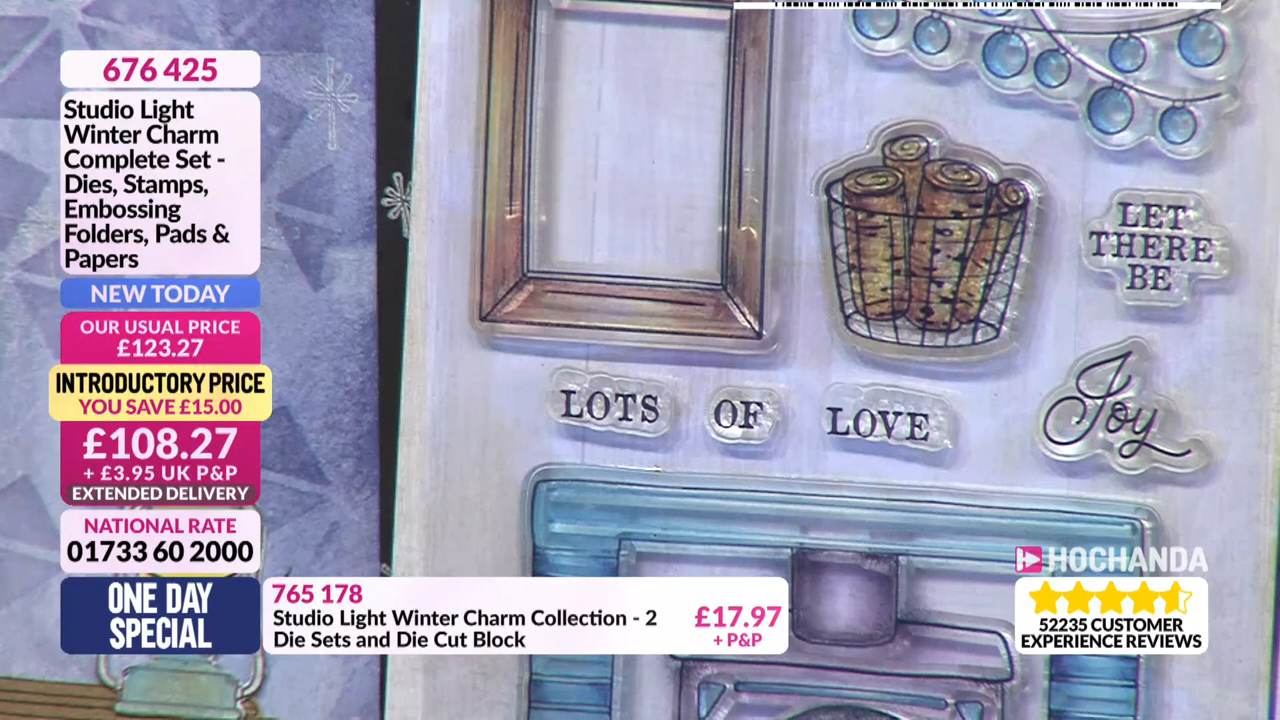 676 425
Studio Light
Winter Charm
Complete Set -
Dies, Stamps,
Embossing
Folders, Pads &
Papers
NEW TODAY
OUR USUAL PRICE
£123.27
INTRODUCTORY PRICE
YOU SAVE £15.00
£108.27
+ £3.95 UK P&P
EXTENDED DELIVERY
NATIONAL RATE
01733 60 2000
ONE DAY
SPECIAL
765 178
Studio Light Winter Charm Collection - 2
Die Sets and Die Cut Block
£17.97
+ P&P
LET
THERE
BE
LOTS OF LOVE
Joy
HOCHANDA
52235 CUSTOMER
EXPERIENCE REVIEWS